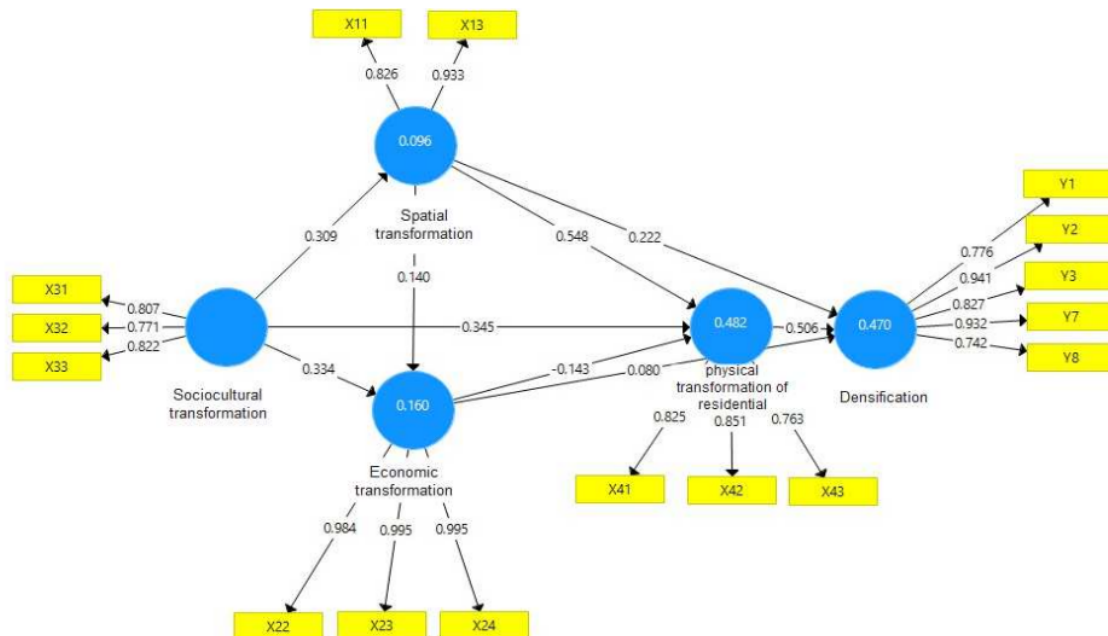 X11
X13
0.826
0.933
0.096
Spatial
transformation
0.309
0.548
0.222
0.140
X31
X32
X33
0.807
0.771
0.822
Sociocultural
transformation
0.345
0.334
0.160
Economic
transformation
-0.143
0.080
0.482
0.506
physical
transformation of
residential
0.470
Densification
Y1
Y2
Y3
Y7
Y8
0.776
0.941
0.827
0.932
0.742
0.825
0.851
0.763
X41
X42
X43
0.984
0.995
0.995
X22
X23
X24